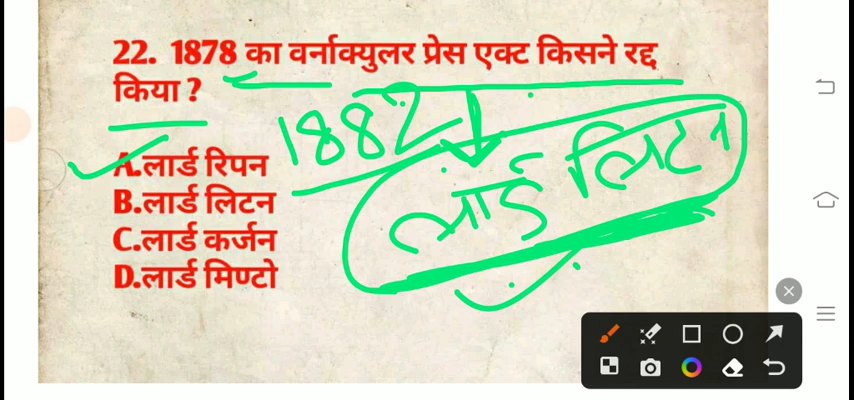 22. 1878 का वर्नाक्युलर प्रेस एक्ट किसने रद्द
किया ?
1882
A.लार्ड रिपन
लार्ड लिटन
B.लार्ड लिटन
C.लार्ड कर्जन
D.लार्ड मिण्टो